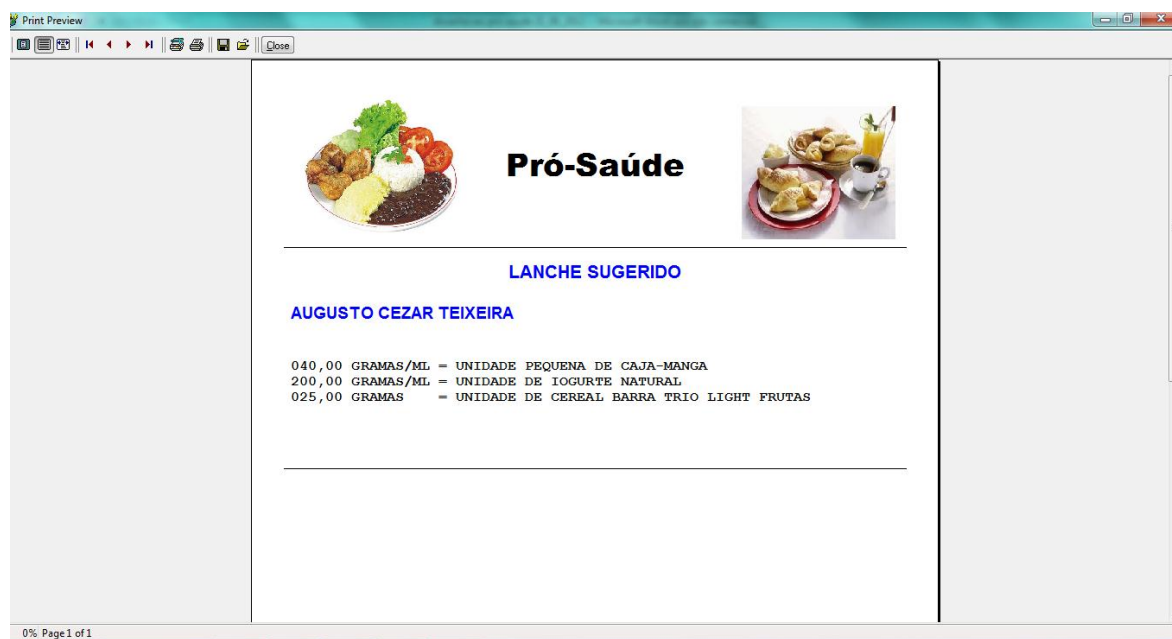 Print Preview
Close
Pró-Saúde
LANCHE SUGERIDO
AUGUSTO CEZAR TEIXEIRA
040,00 GRAMAS/ML = UNIDADE PEQUENA DE CAJA-MANGA
200,00 GRAMAS/ML = UNIDADE DE IOGURTE NATURAL
025,00 GRAMAS    = UNIDADE DE CEREAL BARRA TRIO LIGHT FRUTAS
0% Page 1 of 1